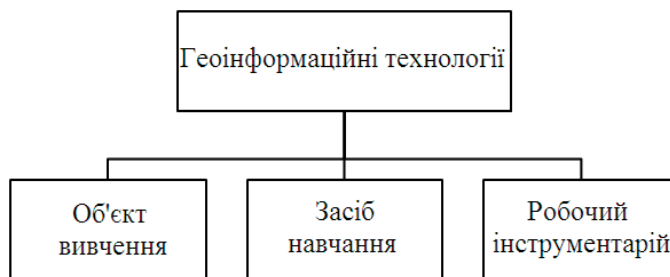 Геоінформаційні технології
Об'єкт
вивчення
Засіб
навчання
Робочий
інструментарій